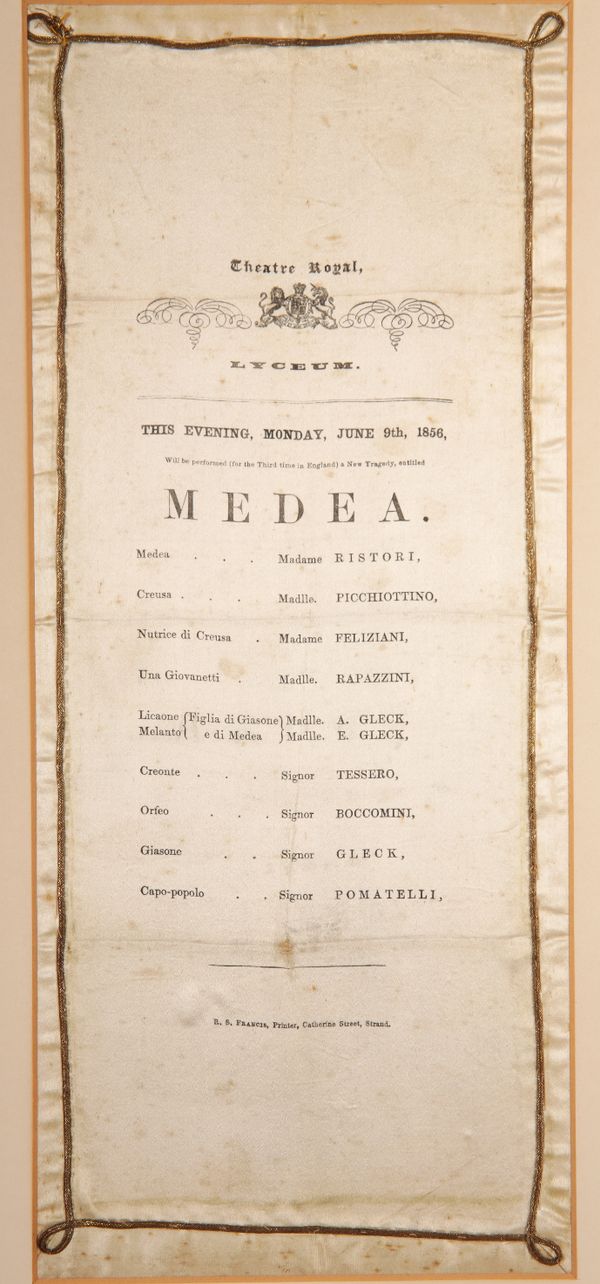 Theatre Royal,
LYCEUM.
THIS EVENING, MONDAY, JUNE 9th, 1856,
Will be performed (for the Third time in England) a New Tragedy, entitled
MEDEA.
Medea . . . Madame RISTORI,
Creusa . . . Madlle. PICCHIOTTINO,
Nutrice di Creusa . Madame FELIZIANI,
Una Giovanetti . Madlle. RAPAZZINI,
Licaone { Figlia di Giasone } Madlle. A. GLECK,
Melanto { e di Medea } Madlle. E. GLECK,
Creonte . . . Signor TESSERO,
Orfeo . . . Signor BOCCOMINI,
Giasone . . Signor GLECK,
Capo-popolo . . Signor POMATELLI,
R. S. FRANCIS, Printer, Catherine Street, Strand.